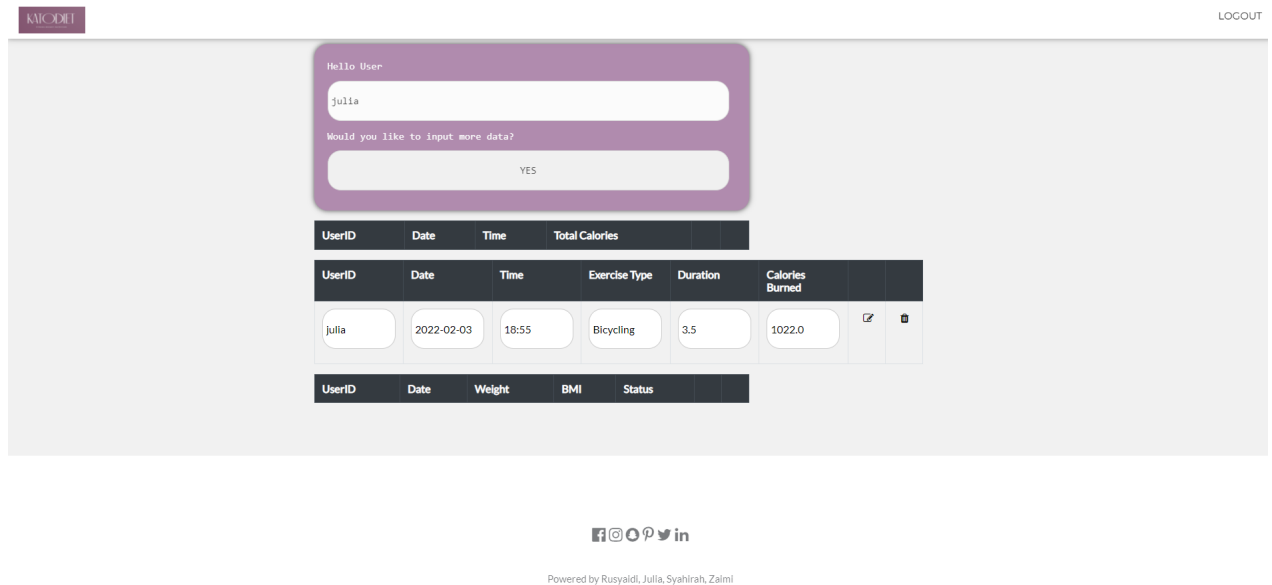 KATODIET
LOGOUT
Hello User
julia
Would you like to input more data?
YES
UserID Date Time Total Calories
UserID Date Time Exercise Type Duration Calories Burned
julia 2022-02-03 18:55 Bicycling 3.5 1022.0
UserID Date Weight BMI Status
Powered by Rusyaidi, Julia, Syahirah, Zaimi